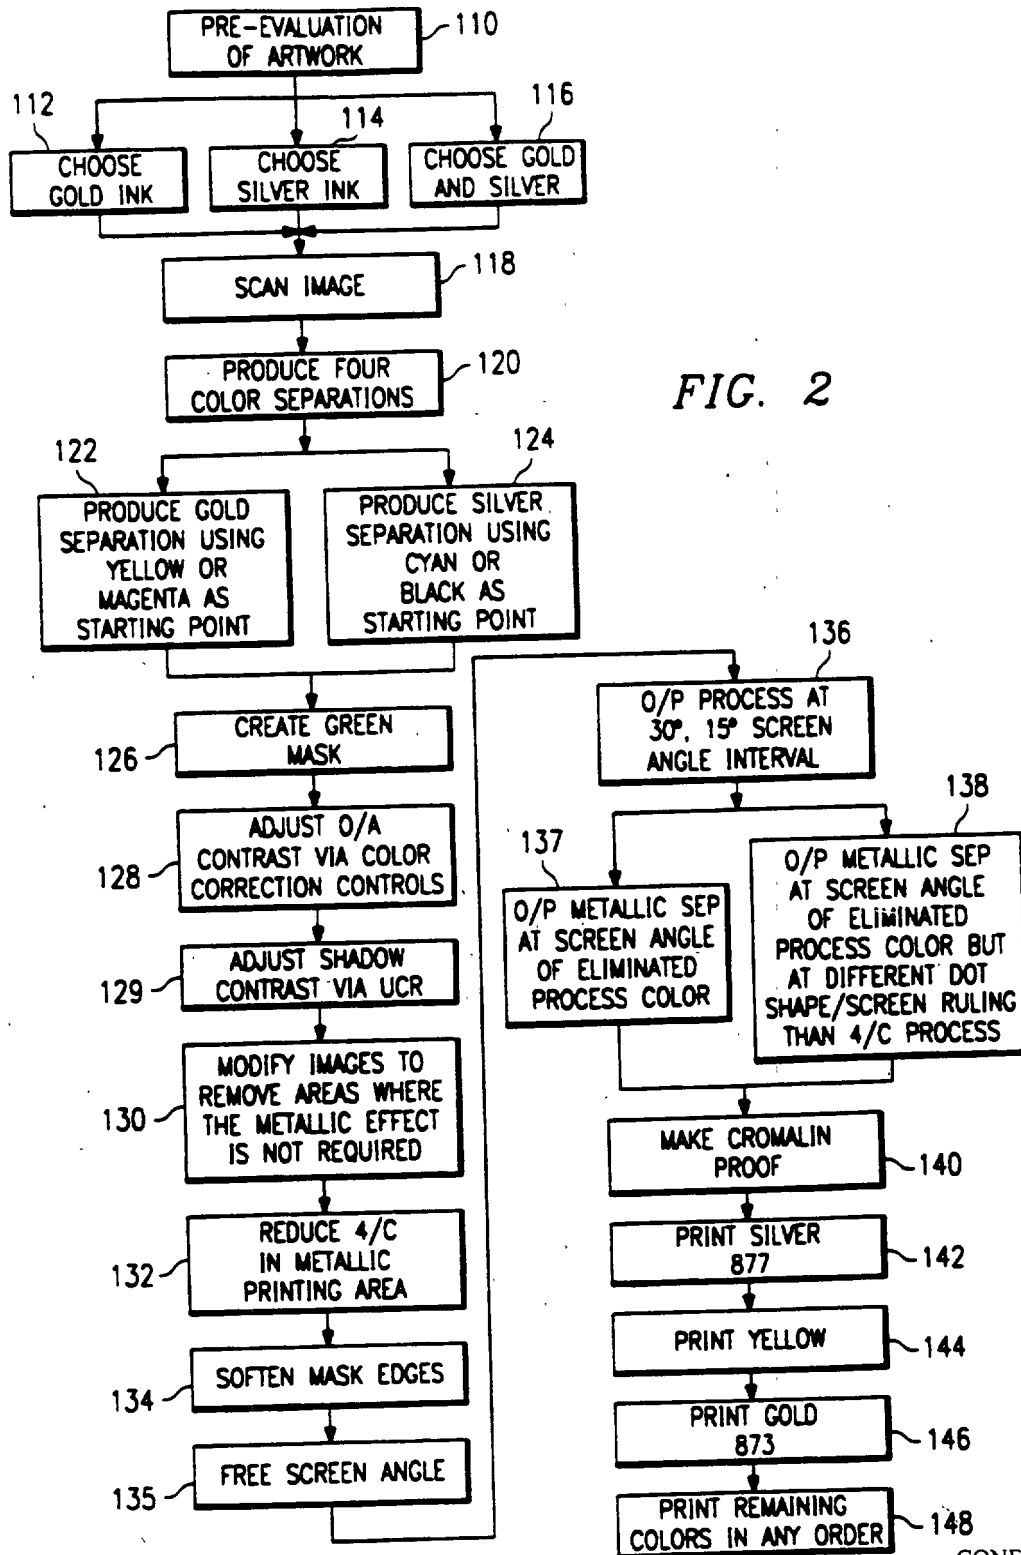 PRE-EVALUATION
OF ARTWORK
110
112
114
116
CHOOSE
GOLD INK
CHOOSE
SILVER INK
CHOOSE GOLD
AND SILVER
SCAN IMAGE
118
PRODUCE FOUR
COLOR SEPARATIONS
120
FIG. 2
122
124
PRODUCE GOLD
SEPARATION USING
YELLOW OR
MAGENTA AS
STARTING POINT
PRODUCE SILVER
SEPARATION USING
CYAN OR
BLACK AS
STARTING POINT
CREATE GREEN
MASK
126
ADJUST O/A
CONTRAST VIA COLOR
CORRECTION CONTROLS
128
ADJUST SHADOW
CONTRAST VIA UCR
129
MODIFY IMAGES TO
REMOVE AREAS WHERE
THE METALLIC EFFECT
IS NOT REQUIRED
130
REDUCE 4/C
IN METALLIC
PRINTING AREA
132
SOFTEN MASK EDGES
134
FREE SCREEN ANGLE
135
136
O/P PROCESS AT
30°, 15° SCREEN
ANGLE INTERVAL
137
138
O/P METALLIC SEP
AT SCREEN ANGLE
OF ELIMINATED
PROCESS COLOR
O/P METALLIC SEP
AT SCREEN ANGLE
OF ELIMINATED
PROCESS COLOR BUT
AT DIFFERENT DOT
SHAPE/SCREEN RULING
THAN 4/C PROCESS
MAKE CROMALIN
PROOF
140
PRINT SILVER
877
142
PRINT YELLOW
144
PRINT GOLD
873
146
PRINT REMAINING
COLORS IN ANY ORDER
148